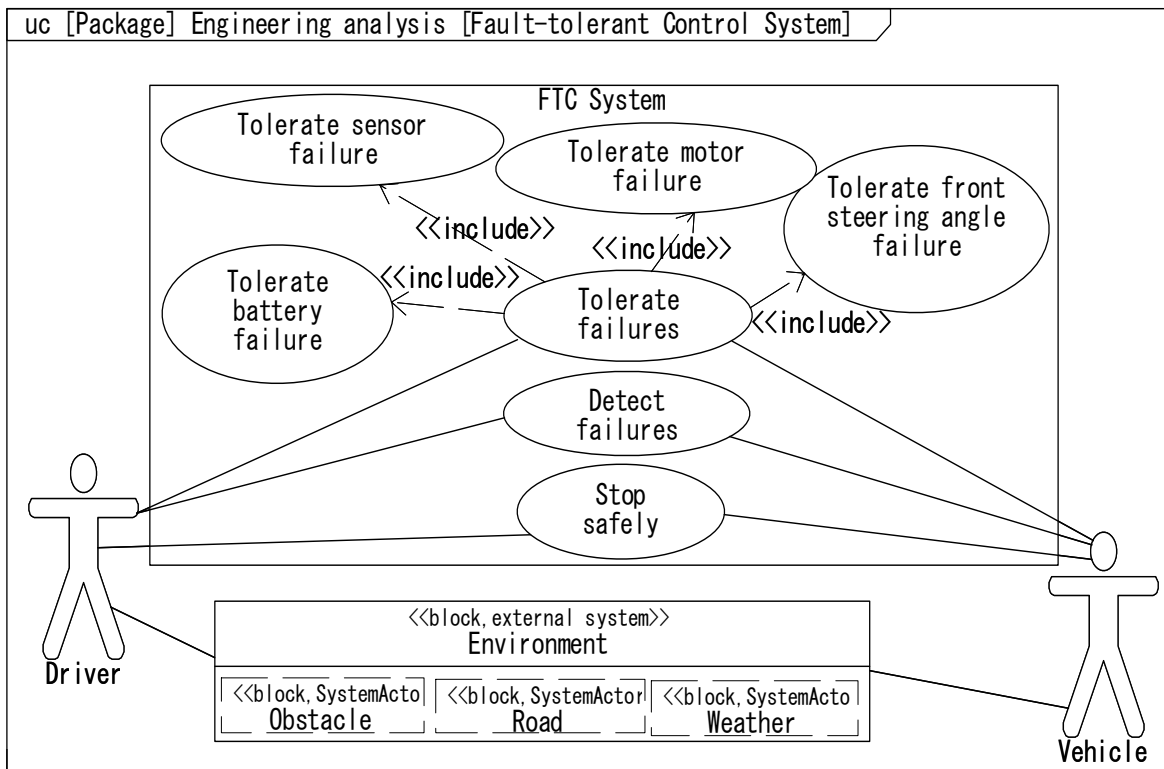 uc [Package] Engineering analysis [Fault-tolerant Control System]
FTC System
Tolerate sensor
failure
Tolerate motor
failure
Tolerate front
steering angle
failure
<<include>>
<<include>>
<<include>>
<<include>>
Tolerate
battery
failure
Tolerate
failures
Detect
failures
Stop
safely
Driver
Vehicle
<<block,external system>>
Environment
<<block,SystemActo
Obstacle
<<block,SystemActor
Road
<<block,SystemActo
Weather